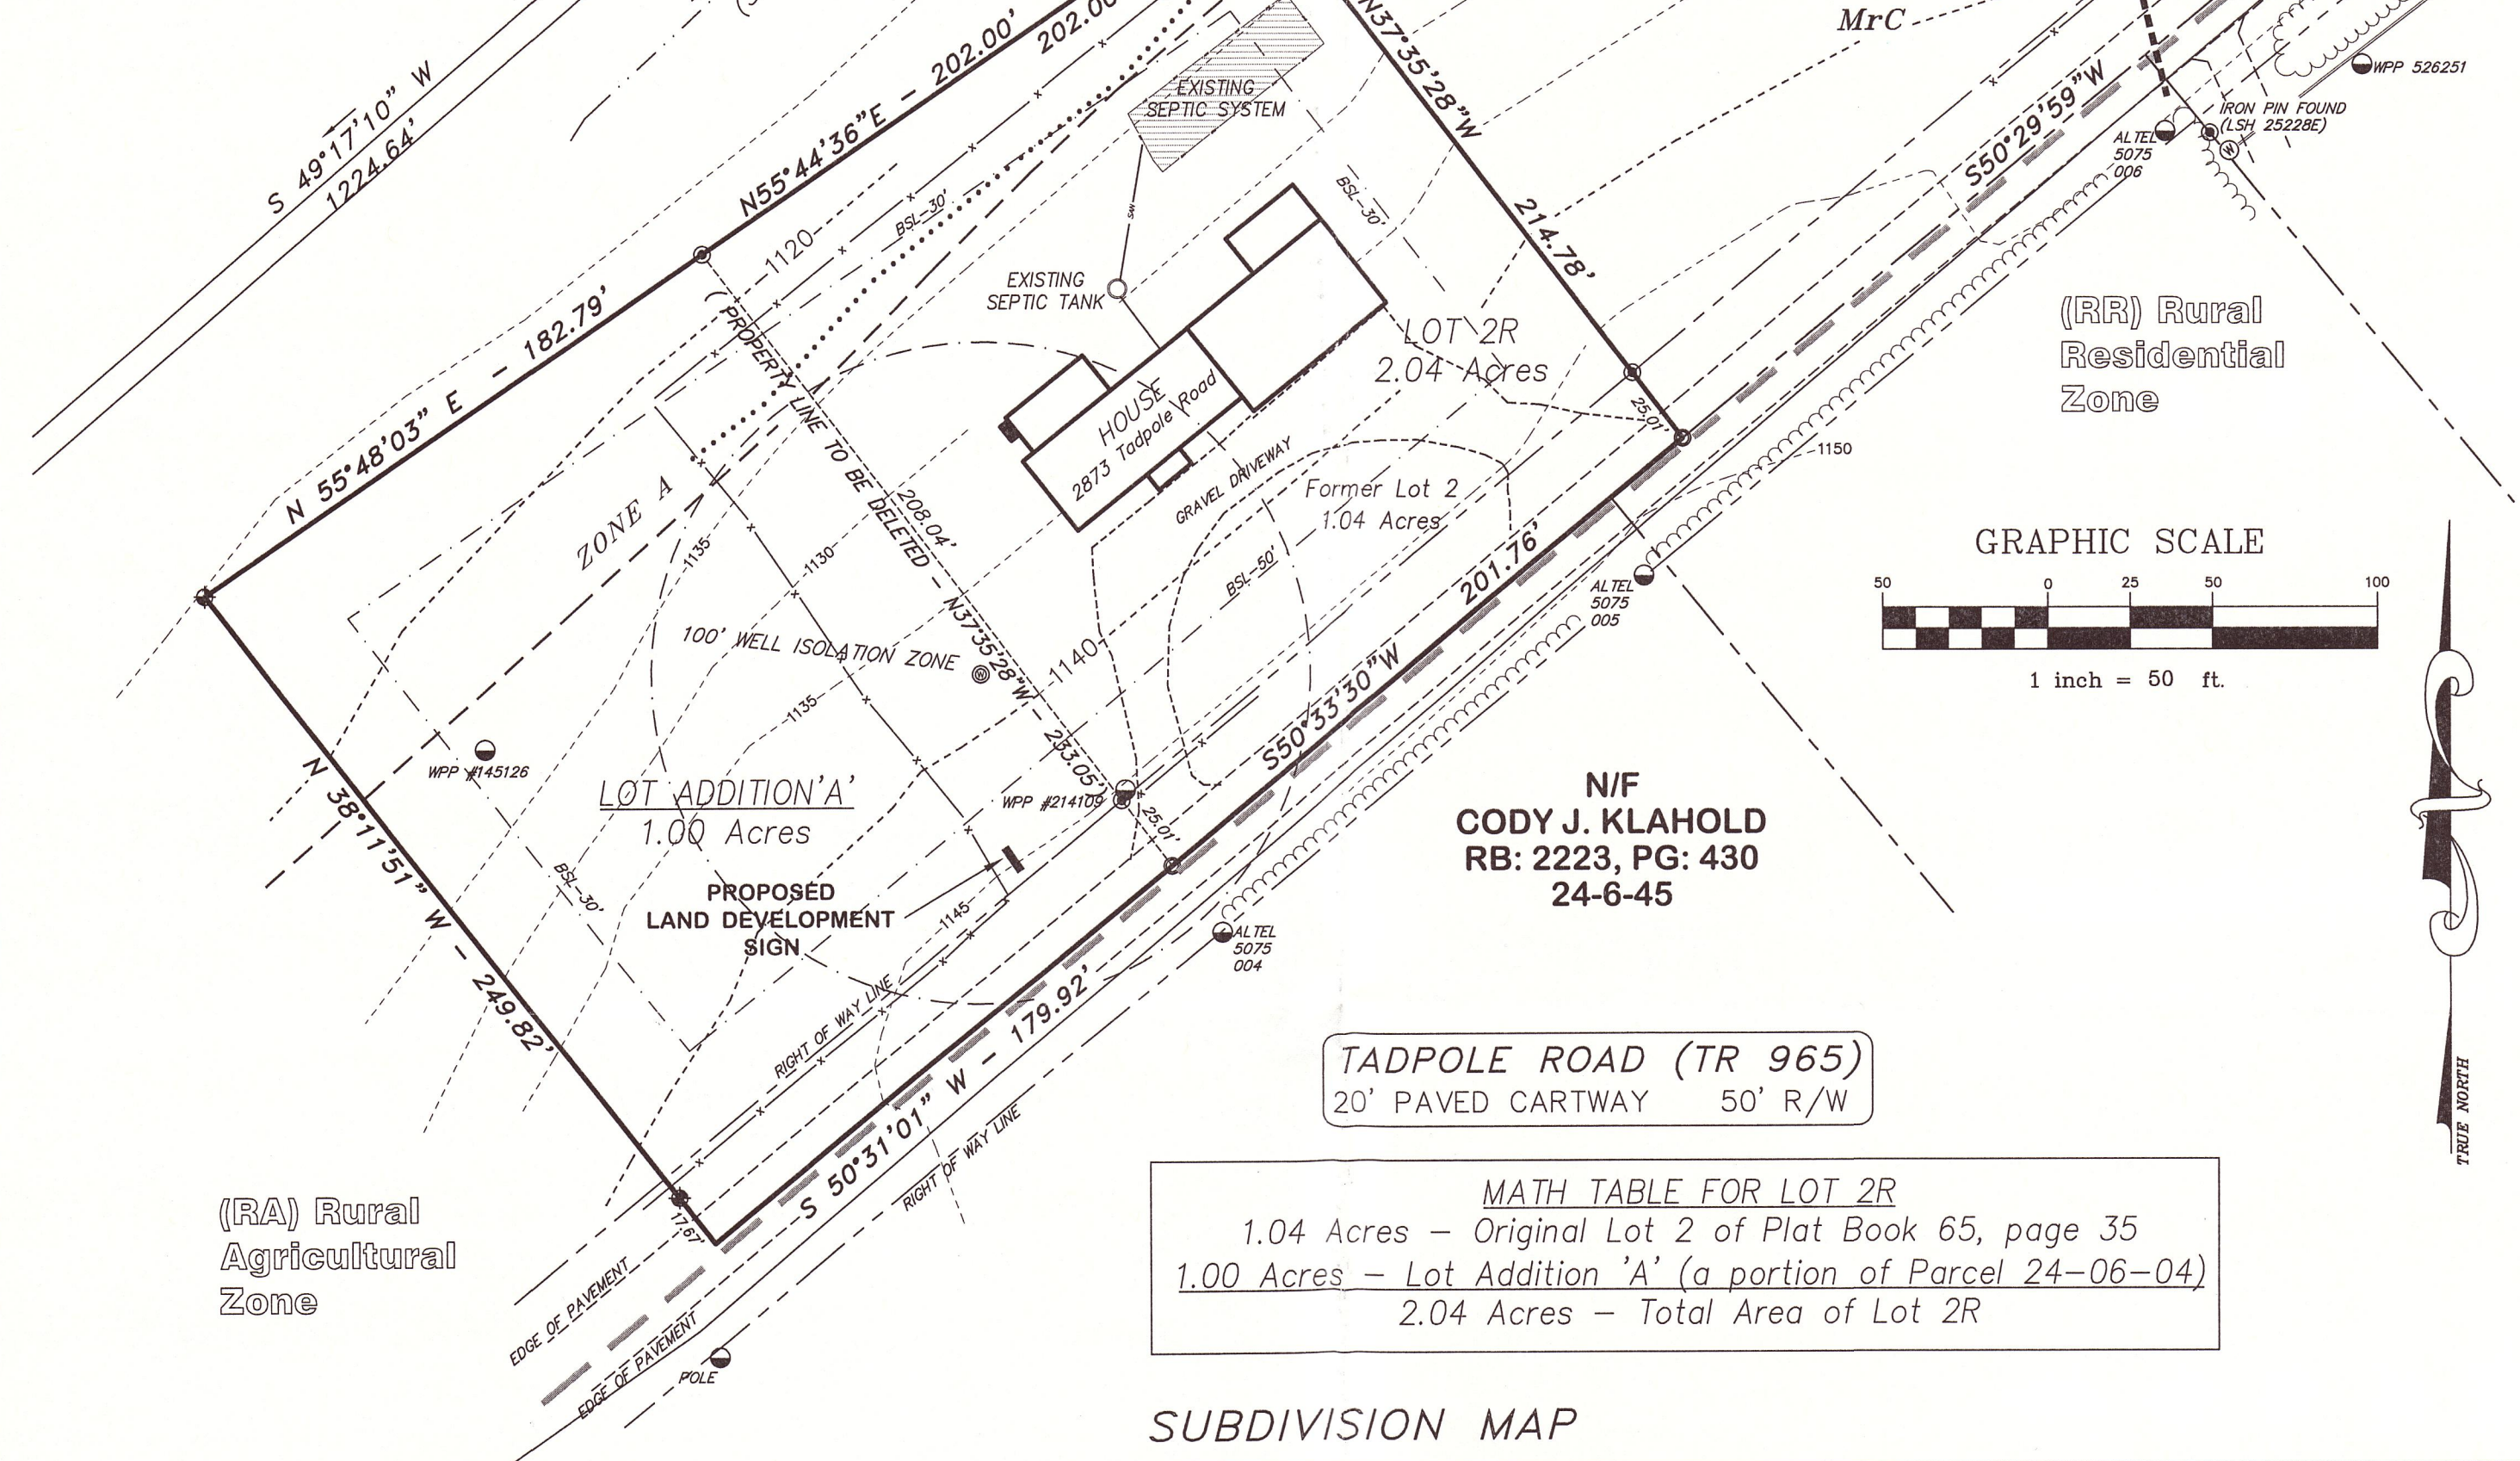 S 49°17'10" W
1224.64'
N55°44'36"E - 202.00'
202.00
N37°35'28"W
214.78'
MrC
S50°29'59"W
WPP 526251
IRON PIN FOUND
(LSH 25228E)
W
ALTEL
5075
006
EXISTING
SEPTIC SYSTEM
SAN
BSL-30'
BSL-30'
1120
EXISTING
SEPTIC TANK
LOT 2R
2.04 Acres
25.01'
(RR) Rural
Residential
Zone
N 55°48'03" E - 182.79'
(PROPERTY LINE TO BE DELETED - N37°35'28"W - 233.05')
208.04'
HOUSE
2873 Tadpole Road
GRAVEL DRIVEWAY
Former Lot 2
1.04 Acres
1150
ZONE A
1135
1130
BSL-50'
201.76'
S50°33'30"W
ALTEL
5075
005
GRAPHIC SCALE
50 0 25 50 100
1 inch = 50 ft.
100' WELL ISOLATION ZONE
W
1140
1135
WPP #145126
LOT ADDITION'A'
1.00 Acres
WPP #214109
25.01'
N/F
CODY J. KLAHOLD
RB: 2223, PG: 430
24-6-45
N 38°11'51" W - 249.82'
BSL-30'
PROPOSED
LAND DEVELOPMENT
SIGN
1145
ALTEL
5075
004
RIGHT OF WAY LINE
S 50°31'01" W - 179.92'
RIGHT OF WAY LINE
17.67'
TADPOLE ROAD (TR 965)
20' PAVED CARTWAY 50' R/W
TRUE NORTH
(RA) Rural
Agricultural
Zone
EDGE OF PAVEMENT
EDGE OF PAVEMENT
POLE
MATH TABLE FOR LOT 2R
1.04 Acres - Original Lot 2 of Plat Book 65, page 35
1.00 Acres - Lot Addition 'A' (a portion of Parcel 24-06-04)
2.04 Acres - Total Area of Lot 2R
SUBDIVISION MAP